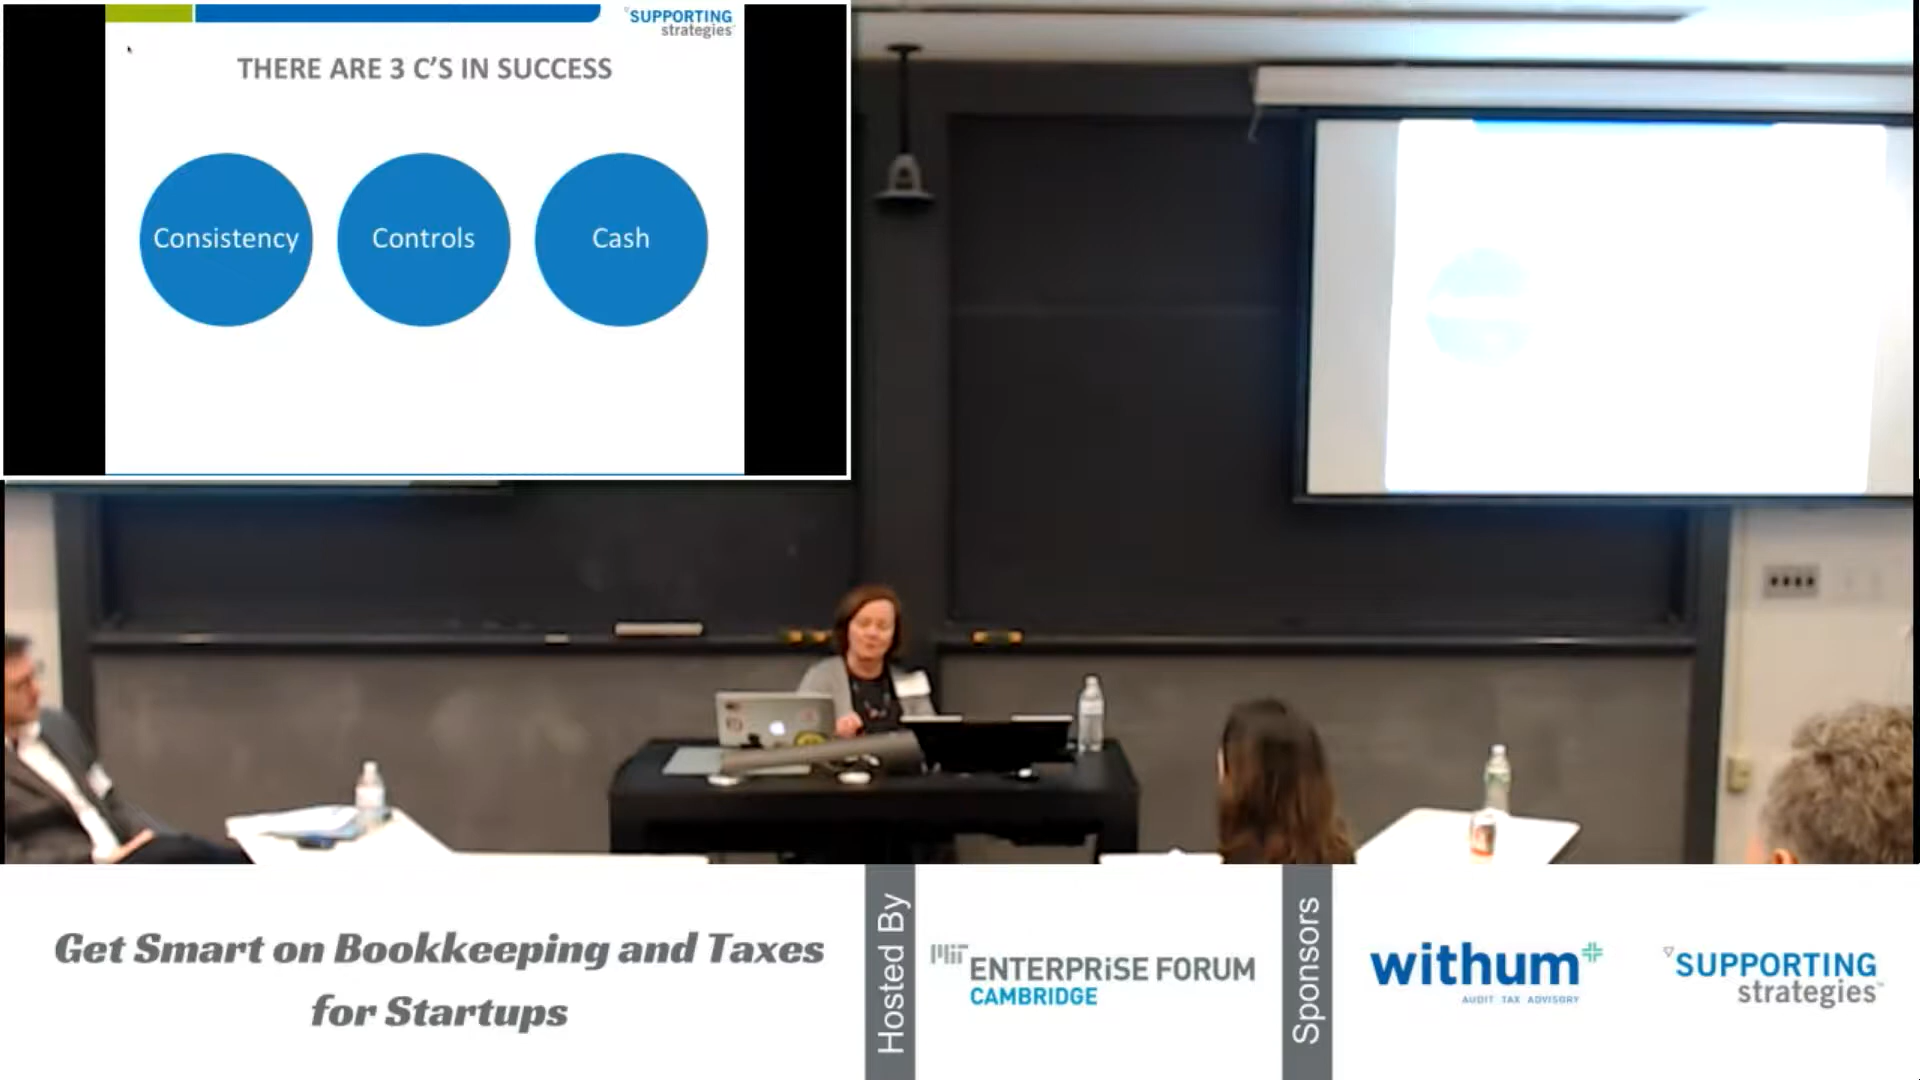 SUPPORTING
strategies
THERE ARE 3 C'S IN SUCCESS
Consistency
Controls
Cash
Get Smart on Bookkeeping and Taxes
for Startups
Hosted By
MiT
ENTERPRiSE FORUM
CAMBRIDGE
Sponsors
withum+
AUDIT TAX ADVISORY
SUPPORTING
strategies